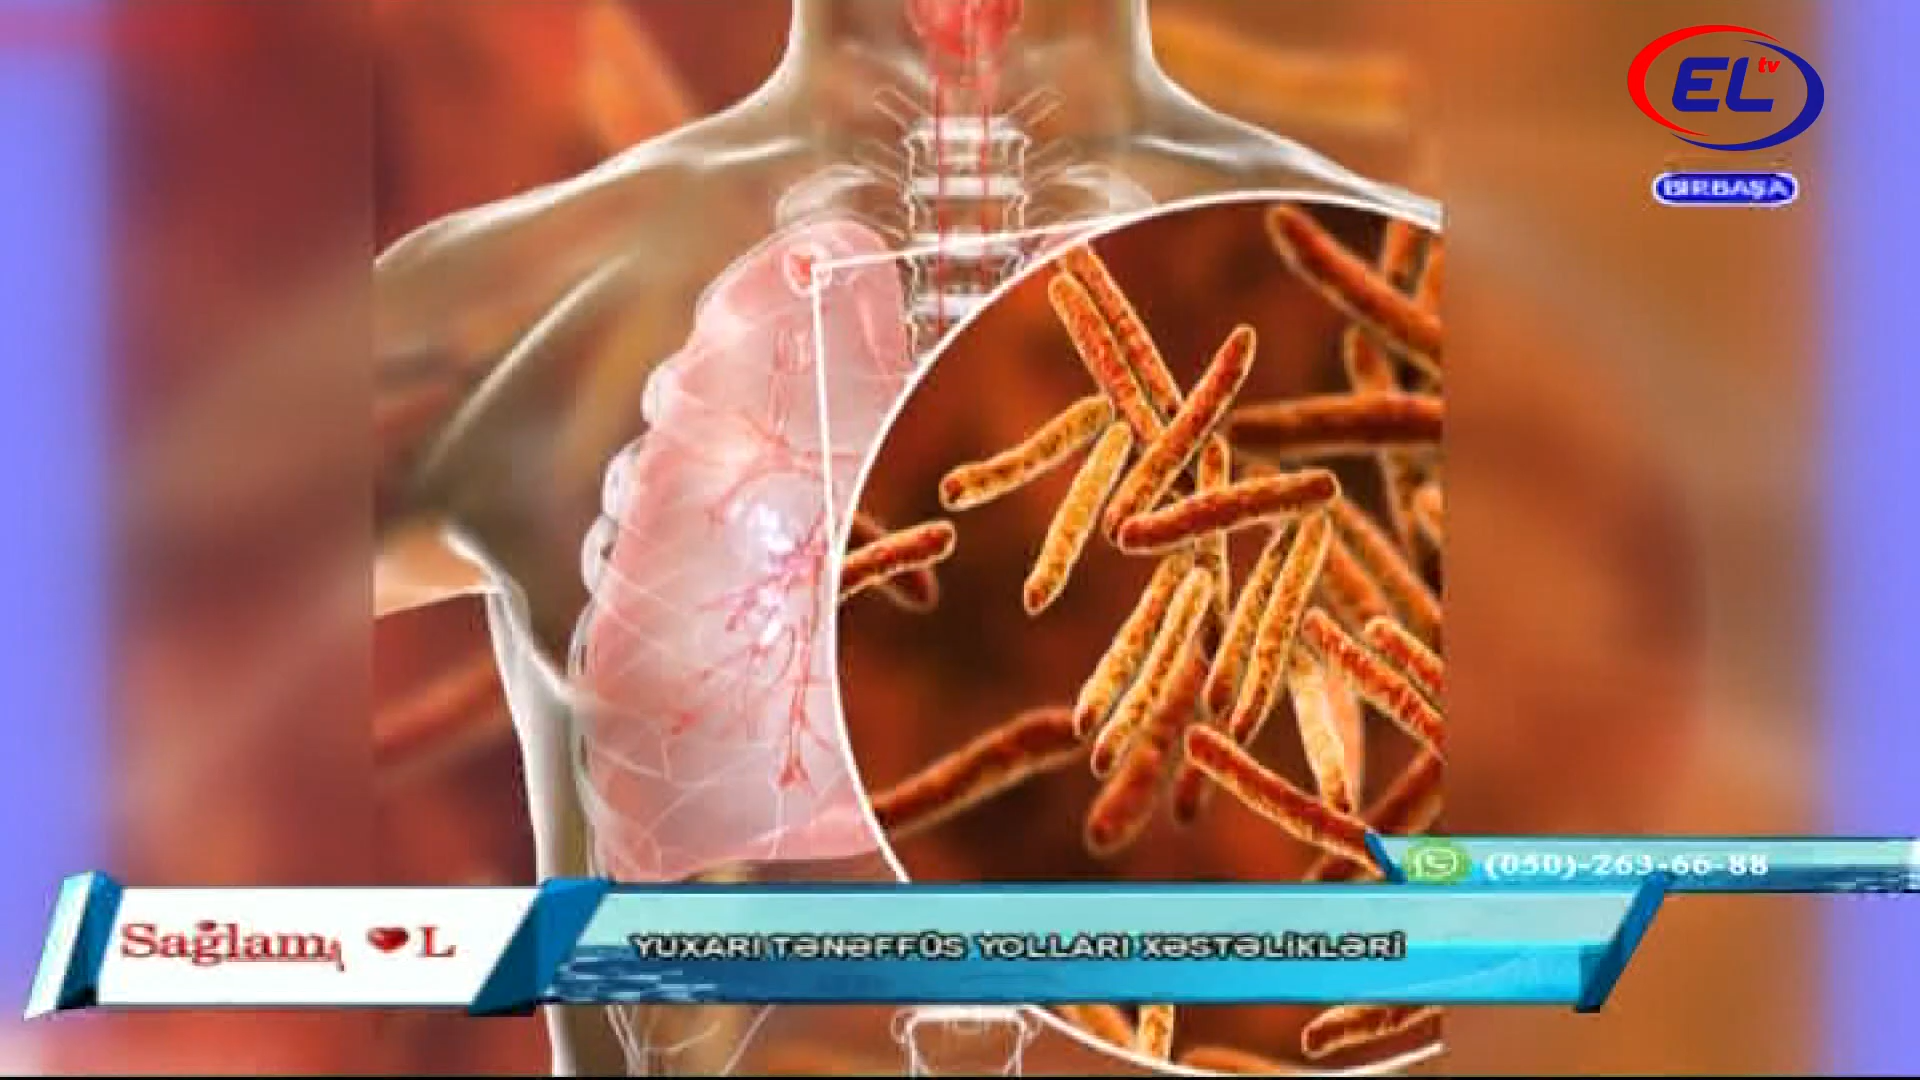 EL tv
BİRBAŞA
(050)-263-66-88
Sağlam ❤L
YUXARI TƏNƏFFÜS YOLLARI XƏSTƏLİKLƏRİ